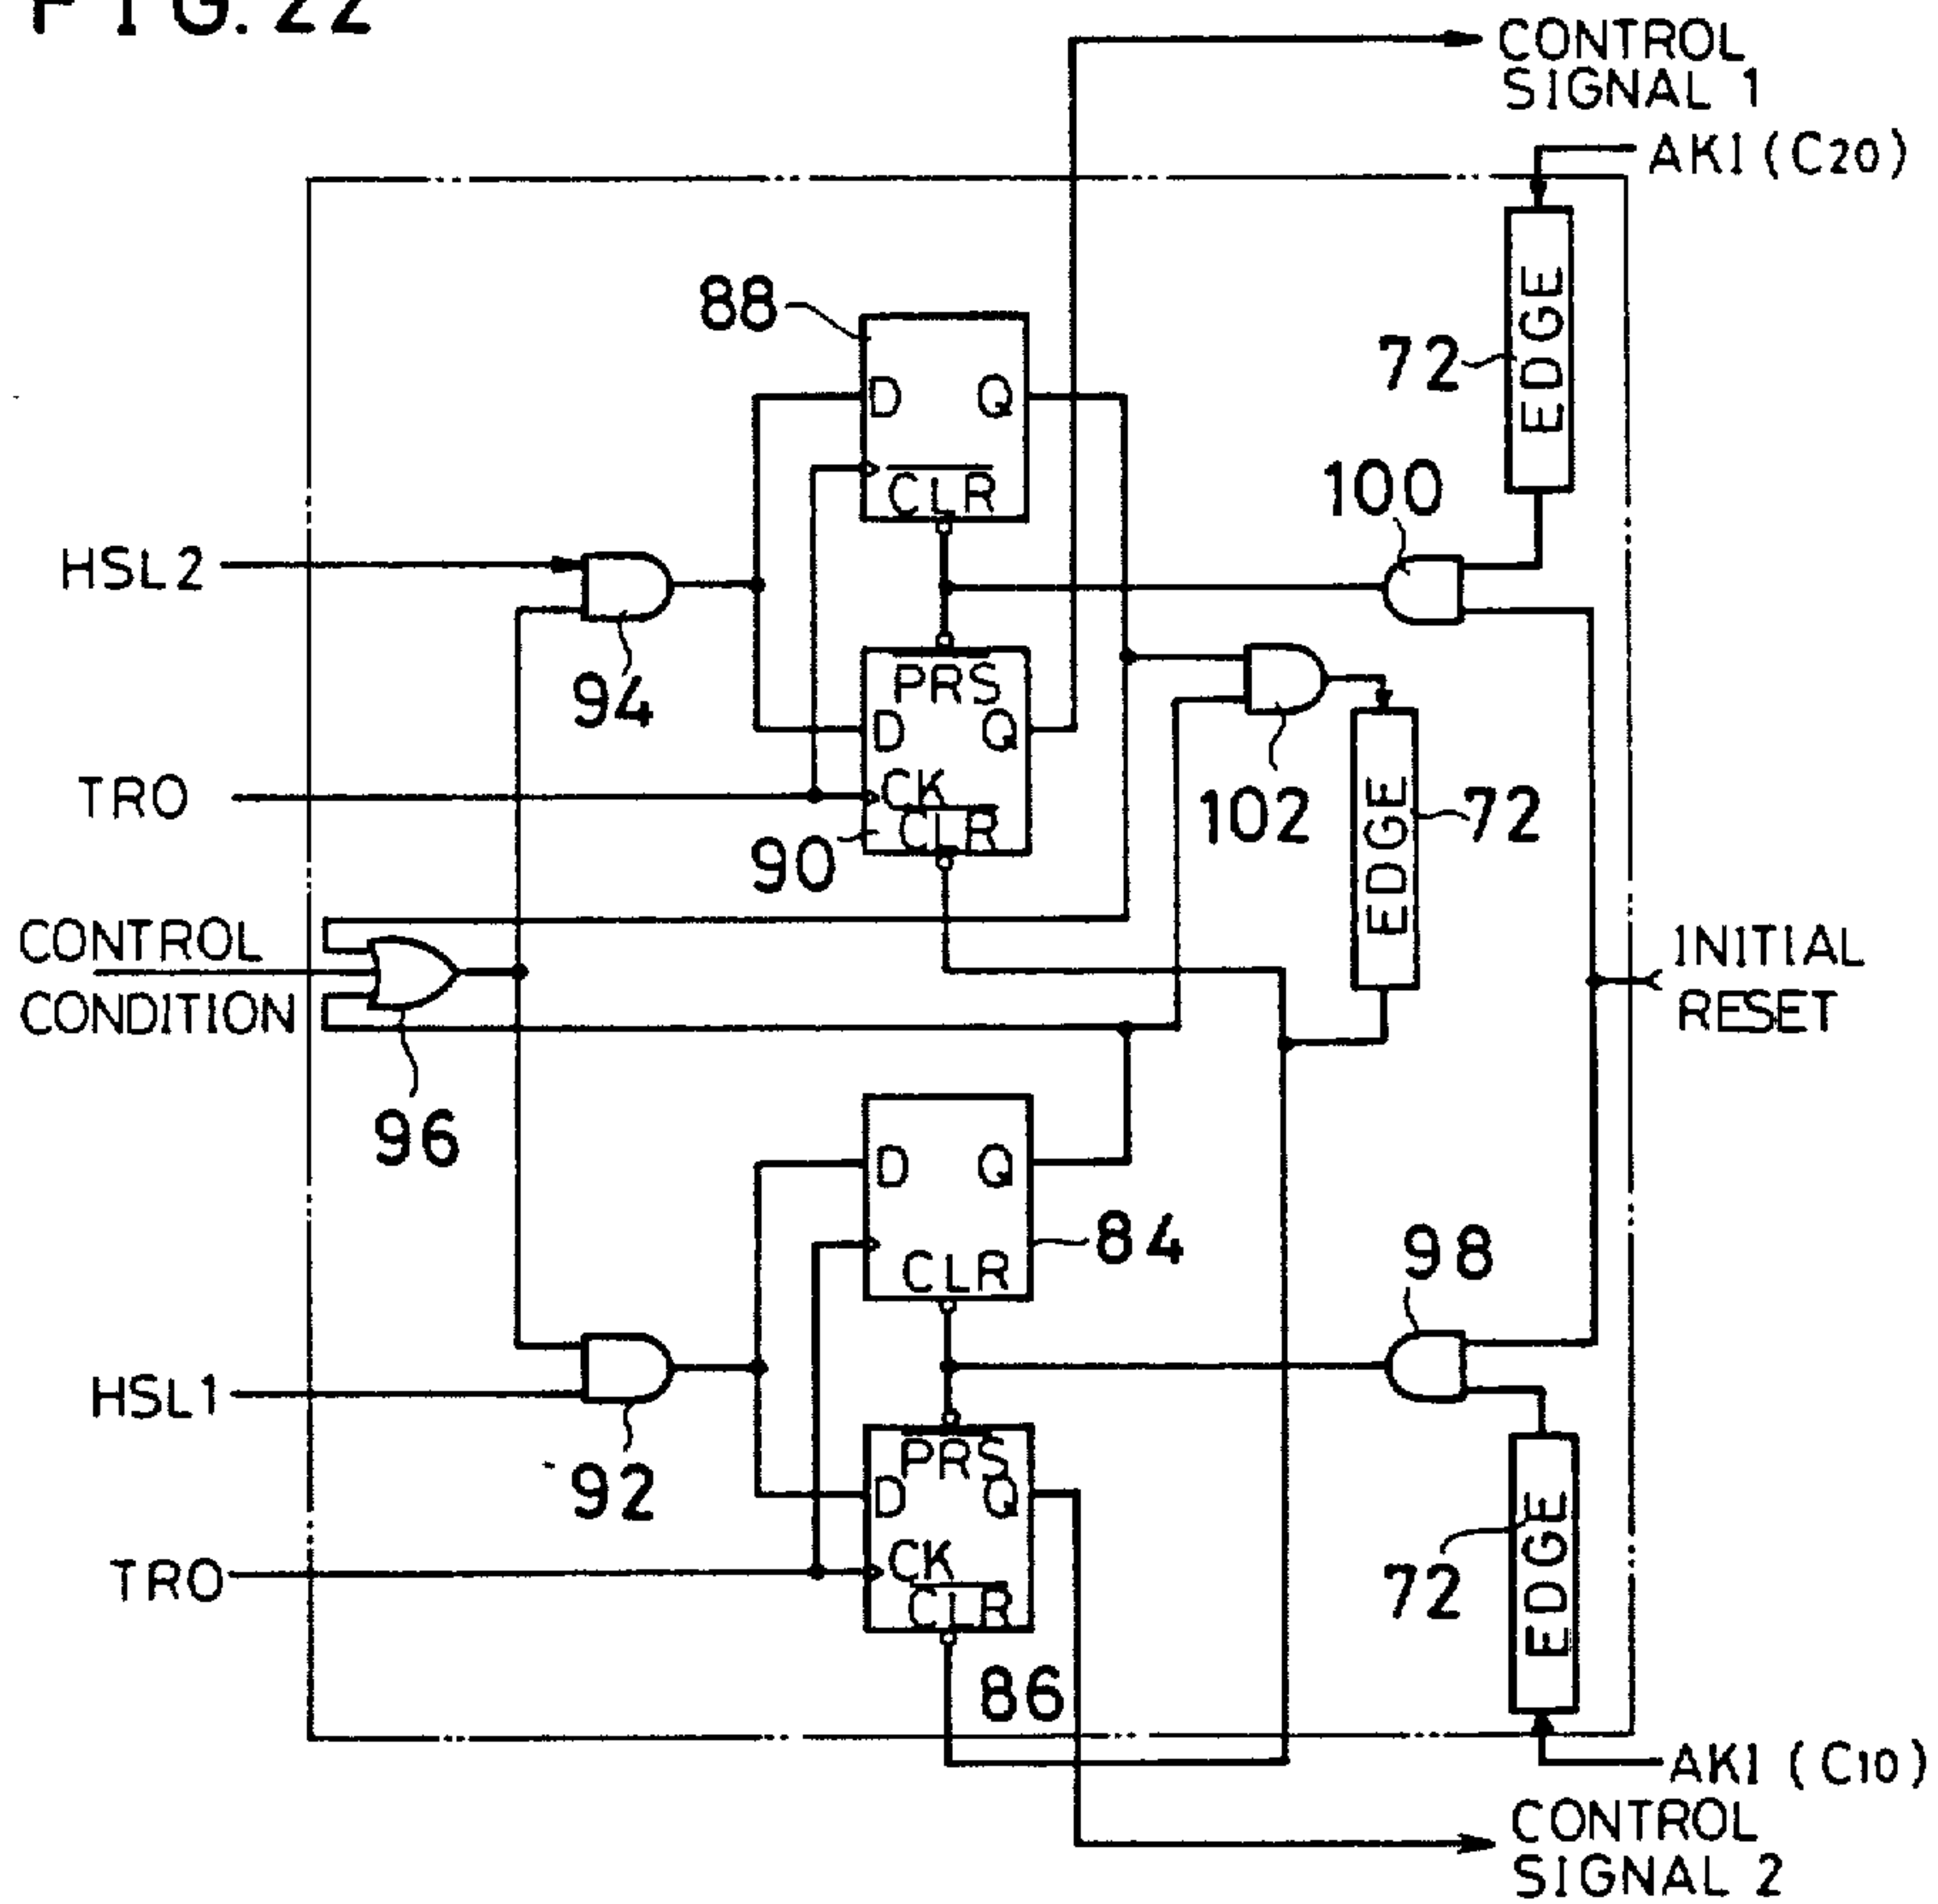 FIG. 22
CONTROL
SIGNAL 1
AKI (C20)
88
D Q
CLR
72
EDGE
100
HSL2
94
PRS
D Q
CK
CLR
90
TRO
102
EDGE
72
CONTROL
CONDITION
96
INITIAL
RESET
D Q
CLR
84
98
HSL1
92
PRS
D Q
CK
CLR
86
TRO
72
EDGE
AKI (C10)
CONTROL
SIGNAL 2